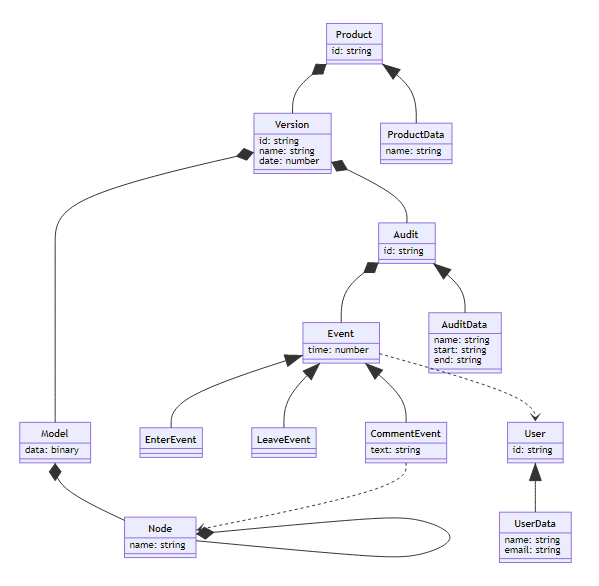 Product
id: string
Version
id: string
name: string
date: number
ProductData
name: string
Audit
id: string
Event
time: number
AuditData
name: string
start: string
end: string
Model
data: binary
EnterEvent
LeaveEvent
CommentEvent
text: string
User
id: string
Node
name: string
UserData
name: string
email: string